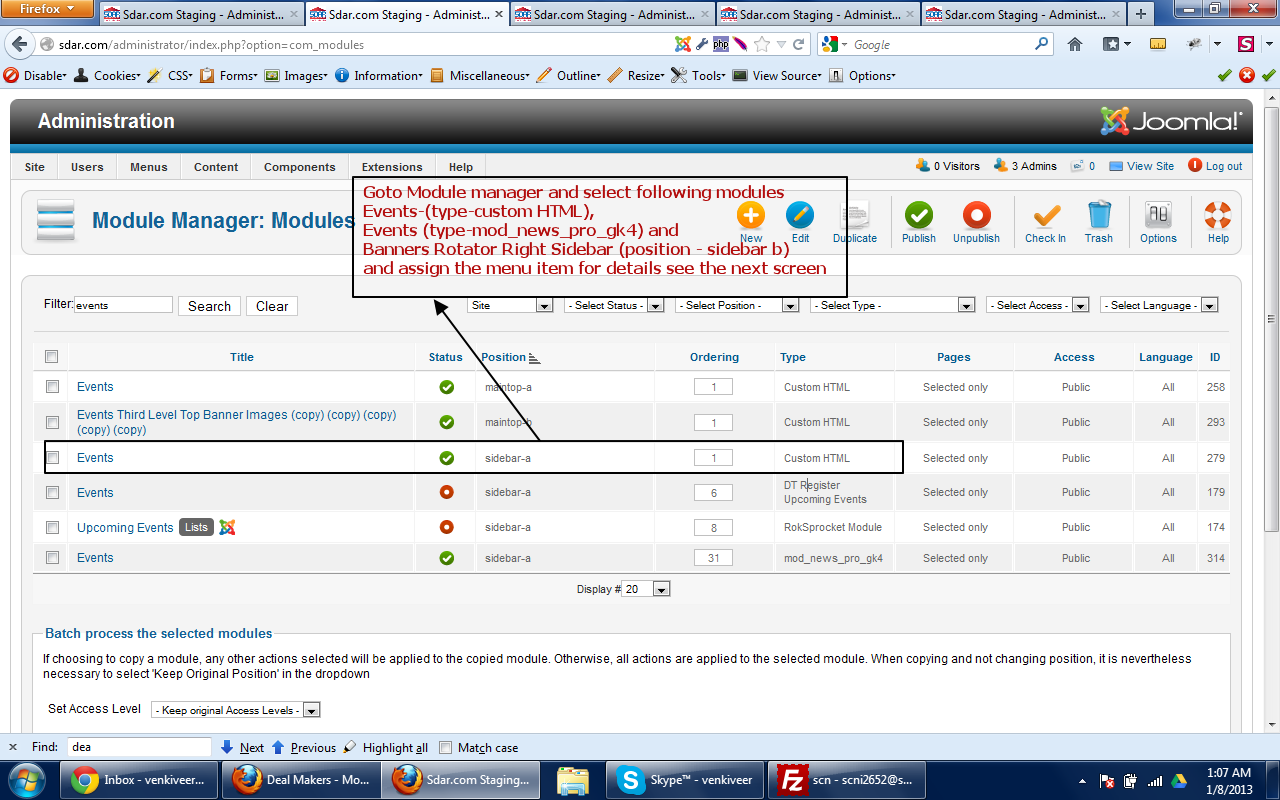 Firefox
Sdar.com Staging - Administ...
Sdar.com Staging - Administ...
Sdar.com Staging - Administ...
Sdar.com Staging - Administ...
Sdar.com Staging - Administ...
sdar.com/administrator/index.php?option=com_modules
php
Google
Disable Cookies CSS Forms Images Information Miscellaneous Outline Resize Tools View Source Options
Administration
Joomla!
Site Users Menus Content Components Extensions Help
0 Visitors 3 Admins 0 View Site Log out
Goto Module manager and select following modules
Events-(type-custom HTML),
Events (type-mod_news_pro_gk4) and
Banners Rotator Right Sidebar (position - sidebar b)
and assign the menu item for details see the next screen
Module Manager: Modules
New Edit Duplicate Publish Unpublish Check In Trash Options Help
Filter: events Search Clear
Site - Select Status - - Select Position - - Select Type - - Select Access - - Select Language -
Title Status Position Ordering Type Pages Access Language ID
Events maintop-a 1 Custom HTML Selected only Public All 258
Events Third Level Top Banner Images (copy) (copy) (copy)
(copy) (copy) maintop-b 1 Custom HTML Selected only Public All 293
Events sidebar-a 1 Custom HTML Selected only Public All 279
Events sidebar-a 6 DT Register
Upcoming Events Selected only Public All 179
Upcoming Events Lists sidebar-a 8 RokSprocket Module Selected only Public All 174
Events sidebar-a 31 mod_news_pro_gk4 Selected only Public All 314
Display # 20
Batch process the selected modules
If choosing to copy a module, any other actions selected will be applied to the copied module. Otherwise, all actions are applied to the selected module. When copying and not changing position, it is nevertheless
necessary to select 'Keep Original Position' in the dropdown
Set Access Level - Keep original Access Levels -
Find: dea Next Previous Highlight all Match case
Inbox - venkiveer... Deal Makers - Mo... Sdar.com Staging... Skype™ - venkiveer scn - scni2652@s...
1:07 AM
1/8/2013